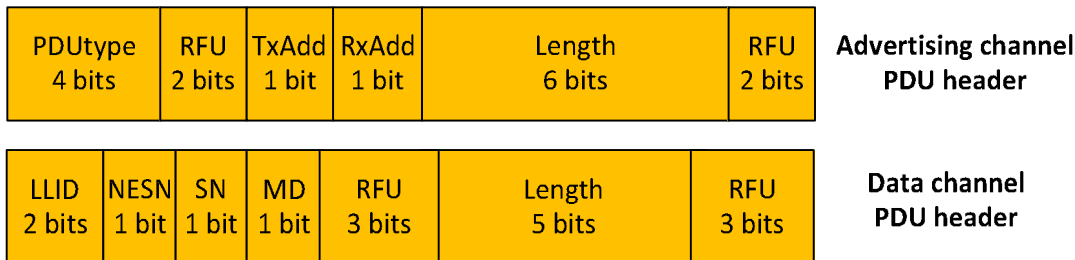 PDUtype RFU TxAdd RxAdd Length RFU Advertising channel
4 bits 2 bits 1 bit 1 bit 6 bits 2 bits PDU header
LLID NESN SN MD RFU Length RFU Data channel
2 bits 1 bit 1 bit 1 bit 3 bits 5 bits 3 bits PDU header